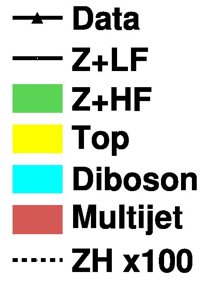 Data
Z+LF
Z+HF
Top
Diboson
Multijet
ZH x100